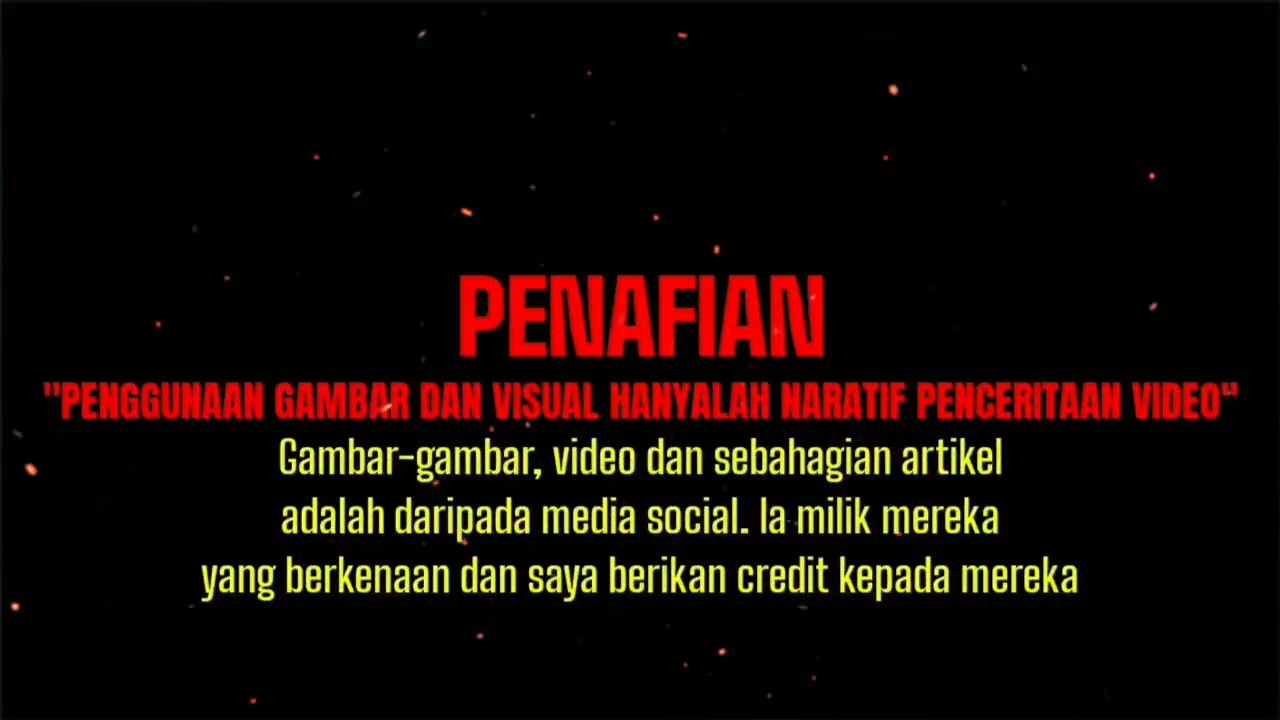 PENAFIAN
"PENGGUNAAN GAMBAR DAN VISUAL HANYALAH NARATIF PENCERITAAN VIDEO"
Gambar-gambar, video dan sebahagian artikel
adalah daripada media social. Ia milik mereka
yang berkenaan dan saya berikan credit kepada mereka